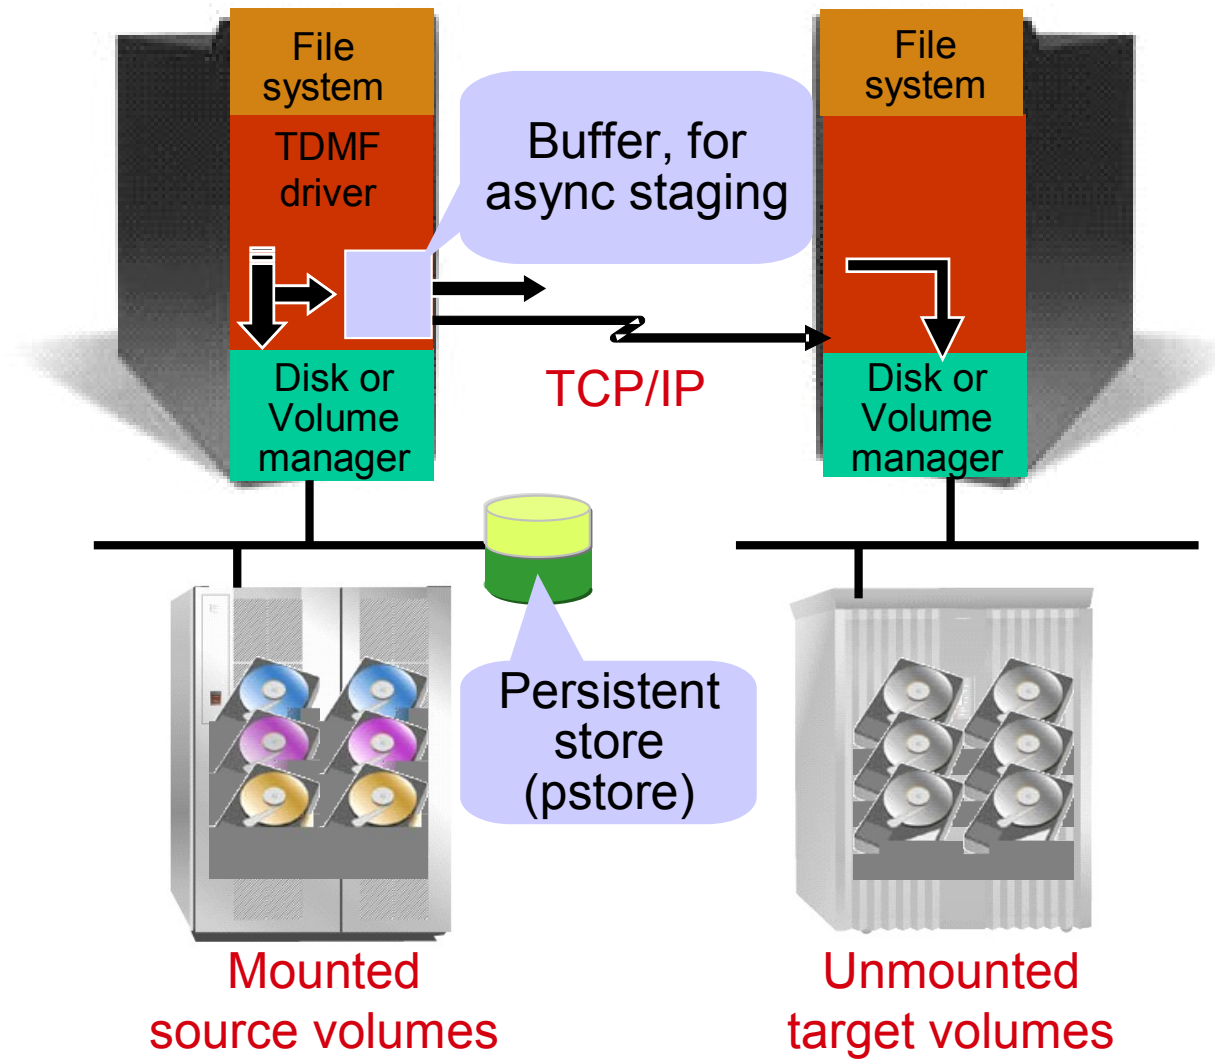 File
system
TDMF
driver
Buffer, for
async staging
File
system
TCP/IP
Disk or
Volume
manager
Disk or
Volume
manager
Persistent
store
(pstore)
Mounted
source volumes
Unmounted
target volumes